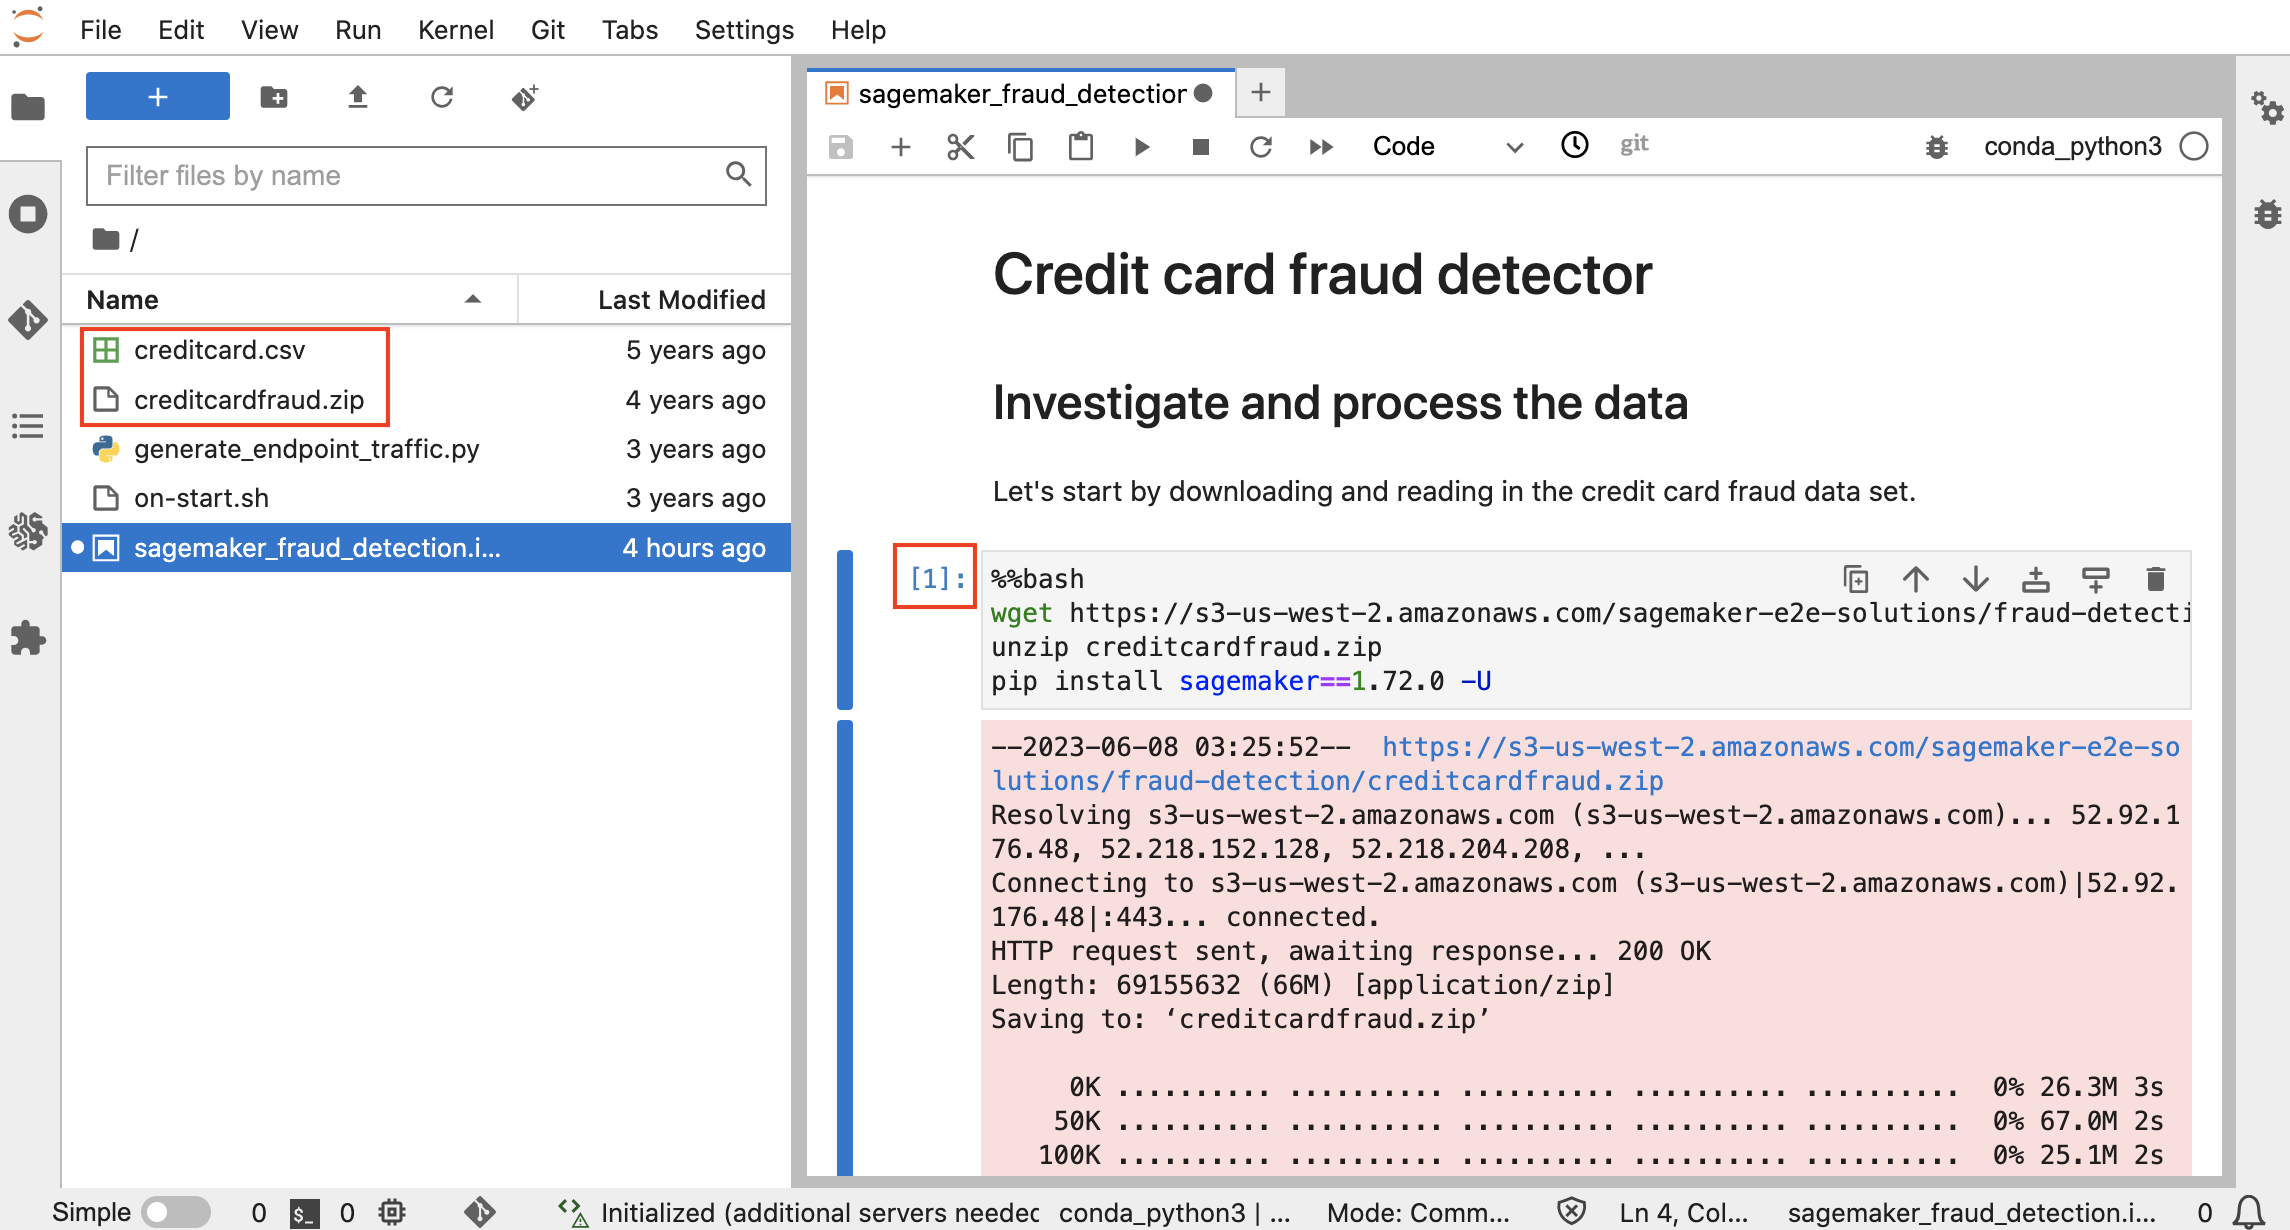 File Edit View Run Kernel Git Tabs Settings Help
Filter files by name
/
Name Last Modified
creditcard.csv 5 years ago
creditcardfraud.zip 4 years ago
generate_endpoint_traffic.py 3 years ago
on-start.sh 3 years ago
sagemaker_fraud_detection.i... 4 hours ago
sagemaker_fraud_detection
Code git conda_python3
Credit card fraud detector
Investigate and process the data
Let's start by downloading and reading in the credit card fraud data set.
[1]: %%bash
wget https://s3-us-west-2.amazonaws.com/sagemaker-e2e-solutions/fraud-detecti
unzip creditcardfraud.zip
pip install sagemaker==1.72.0 -U
--2023-06-08 03:25:52--  https://s3-us-west-2.amazonaws.com/sagemaker-e2e-so
lutions/fraud-detection/creditcardfraud.zip
Resolving s3-us-west-2.amazonaws.com (s3-us-west-2.amazonaws.com)... 52.92.1
76.48, 52.218.152.128, 52.218.204.208, ...
Connecting to s3-us-west-2.amazonaws.com (s3-us-west-2.amazonaws.com)|52.92.
176.48|:443... connected.
HTTP request sent, awaiting response... 200 OK
Length: 69155632 (66M) [application/zip]
Saving to: ‘creditcardfraud.zip’
0K .......... .......... .......... .......... ..........  0% 26.3M 3s
50K .......... .......... .......... .......... ..........  0% 67.0M 2s
100K .......... .......... .......... .......... ..........  0% 25.1M 2s
Simple 0 $_ 0 Initialized (additional servers needed conda_python3 | ... Mode: Comm... Ln 4, Col... sagemaker_fraud_detection.i... 0